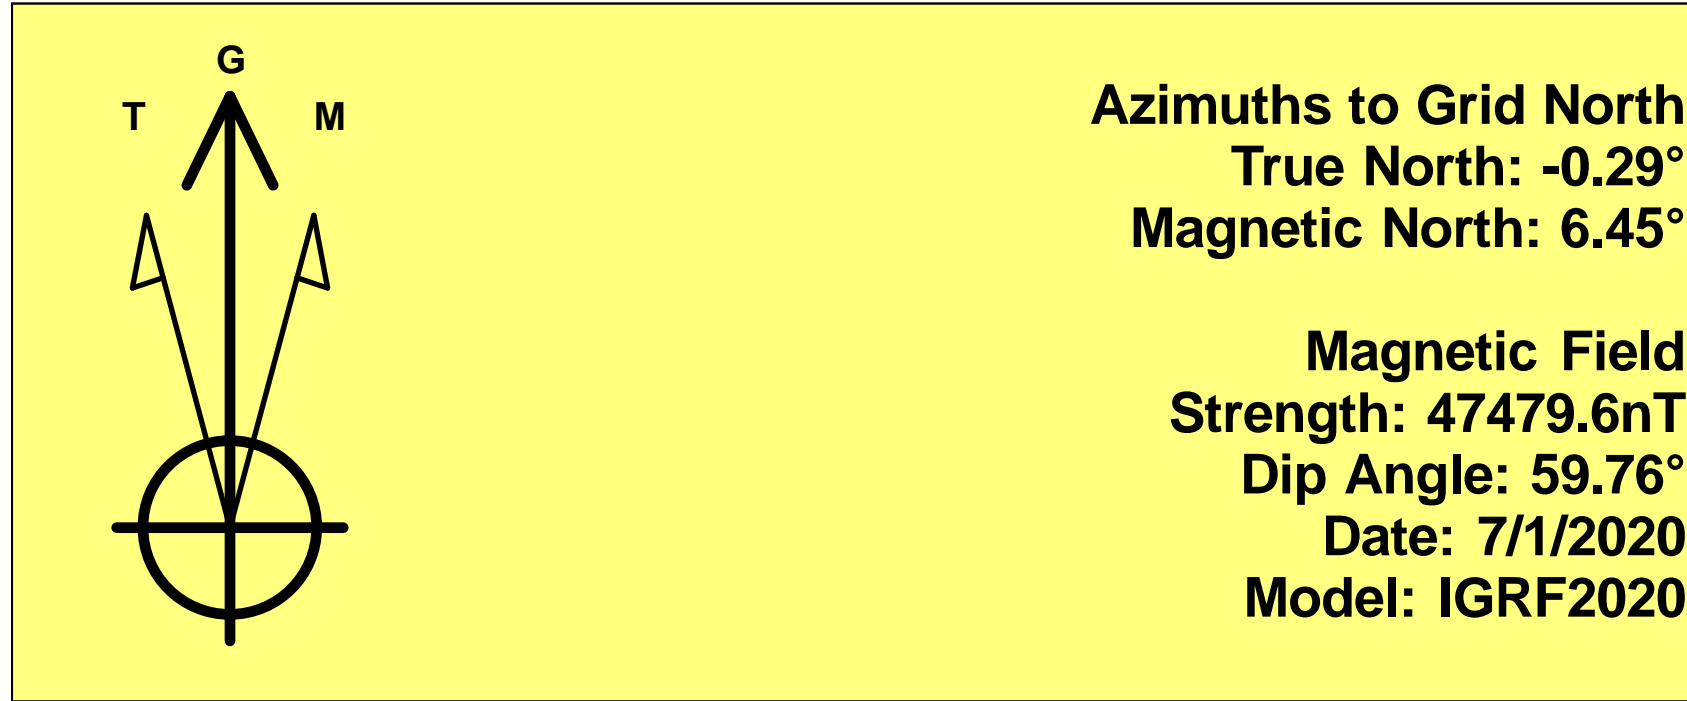 G
T M
Azimuths to Grid North
True North: -0.29°
Magnetic North: 6.45°
Magnetic Field
Strength: 47479.6nT
Dip Angle: 59.76°
Date: 7/1/2020
Model: IGRF2020